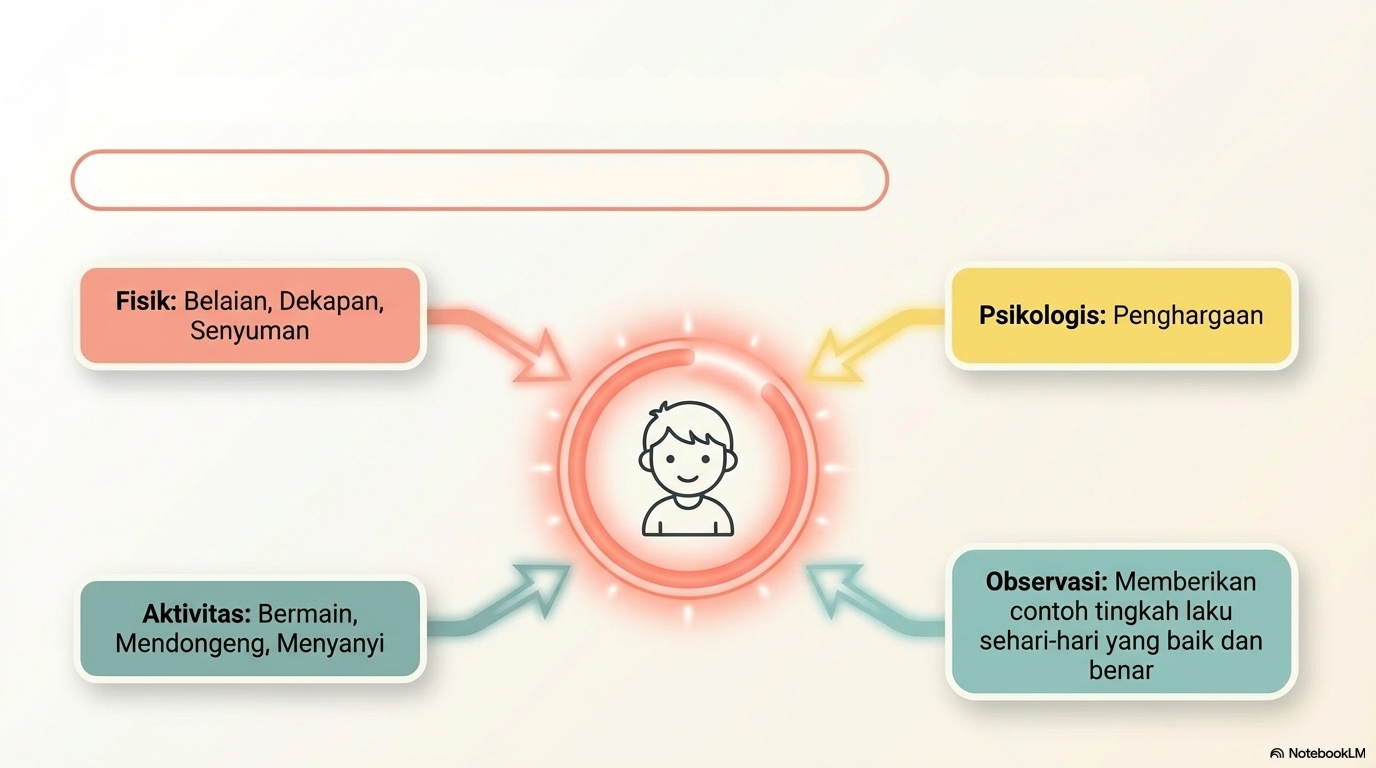 Fisik: Belaian, Dekapan,
Senyuman
Psikologis: Penghargaan
Aktivitas: Bermain,
Mendongeng, Menyanyi
Observasi: Memberikan
contoh tingkah laku
sehari-hari yang baik dan
benar
NotebookLM